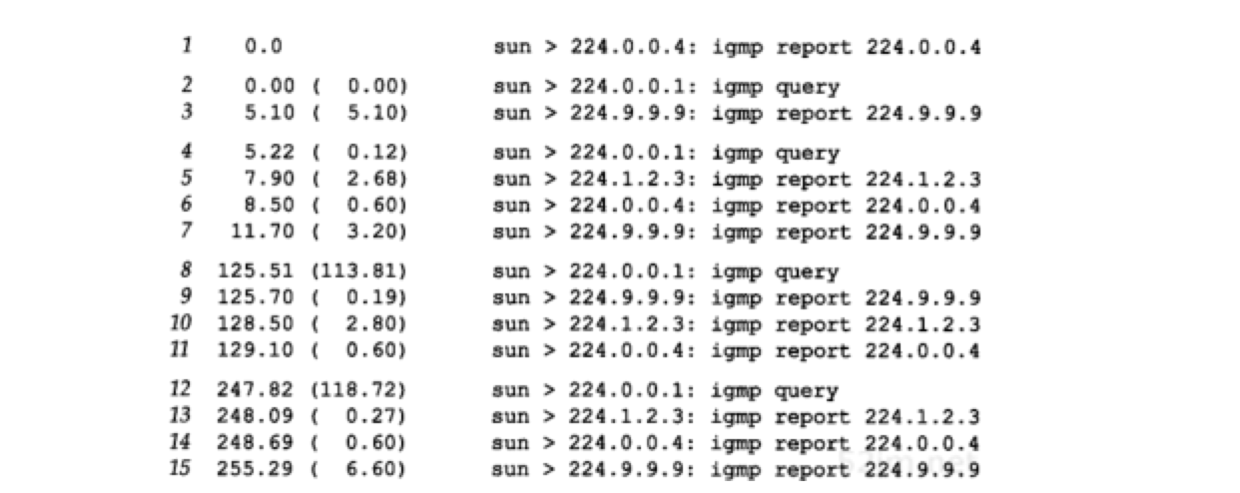 1 0.0 sun > 224.0.0.4: igmp report 224.0.0.4
2 0.00 ( 0.00) sun > 224.0.0.1: igmp query
3 5.10 ( 5.10) sun > 224.9.9.9: igmp report 224.9.9.9
4 5.22 ( 0.12) sun > 224.0.0.1: igmp query
5 7.90 ( 2.68) sun > 224.1.2.3: igmp report 224.1.2.3
6 8.50 ( 0.60) sun > 224.0.0.4: igmp report 224.0.0.4
7 11.70 ( 3.20) sun > 224.9.9.9: igmp report 224.9.9.9
8 125.51 (113.81) sun > 224.0.0.1: igmp query
9 125.70 ( 0.19) sun > 224.9.9.9: igmp report 224.9.9.9
10 128.50 ( 2.80) sun > 224.1.2.3: igmp report 224.1.2.3
11 129.10 ( 0.60) sun > 224.0.0.4: igmp report 224.0.0.4
12 247.82 (118.72) sun > 224.0.0.1: igmp query
13 248.09 ( 0.27) sun > 224.1.2.3: igmp report 224.1.2.3
14 248.69 ( 0.60) sun > 224.0.0.4: igmp report 224.0.0.4
15 255.29 ( 6.60) sun > 224.9.9.9: igmp report 224.9.9.9